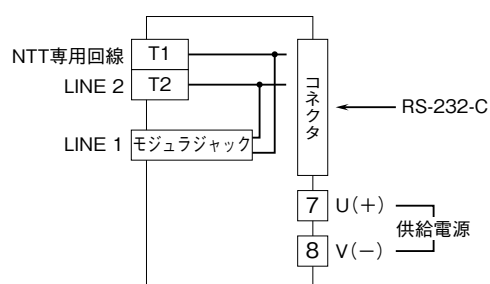 NTT専用回線 T1
LINE 2 T2
LINE 1 モジュラジャック
コネクタ
RS-232-C
7 U(+)
供給電源
8 V(−)